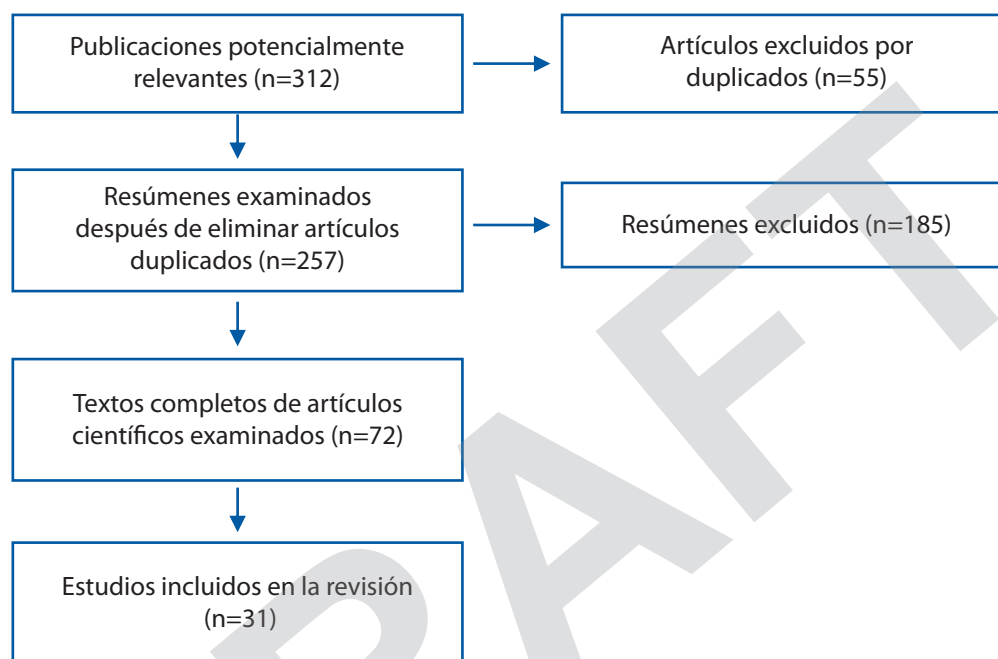 Publicaciones potencialmente
relevantes (n=312)
Artículos excluidos por
duplicados (n=55)
Resúmenes examinados
después de eliminar artículos
duplicados (n=257)
Resúmenes excluidos (n=185)
Textos completos de artículos
científicos examinados (n=72)
Estudios incluidos en la revisión
(n=31)